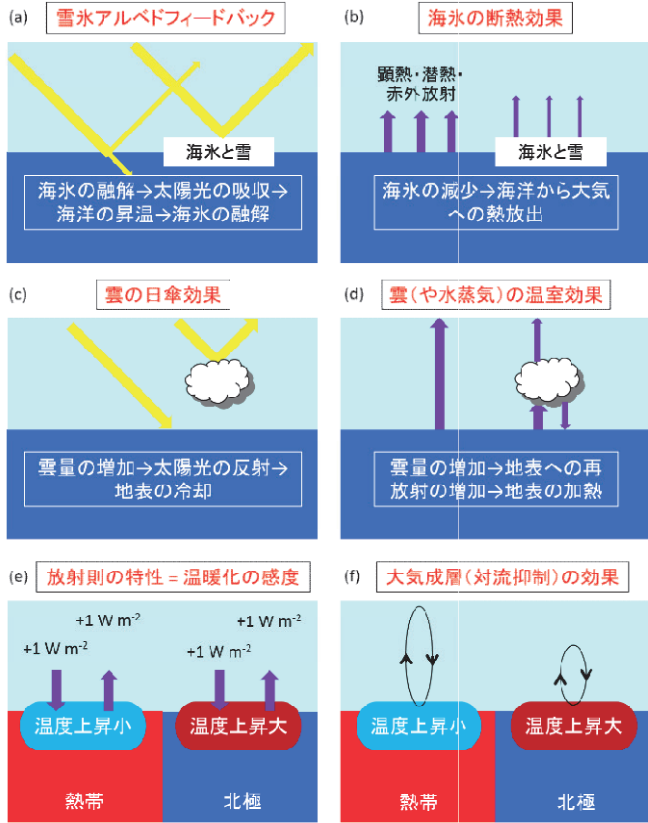 (a) 雪氷アルベドフィードバック
海氷と雪
海氷の融解→太陽光の吸収→
海洋の昇温→海氷の融解
(b) 海氷の断熱効果
顕熱・潜熱・
赤外放射
海氷と雪
海氷の減少→海洋から大気
への熱放出
(c) 雲の日傘効果
雲量の増加→太陽光の反射→
地表の冷却
(d) 雲(や水蒸気)の温室効果
雲量の増加→地表への再
放射の増加→地表の加熱
(e) 放射則の特性 = 温暖化の感度
+1 W m-2
+1 W m-2
+1 W m-2
+1 W m-2
温度上昇小
温度上昇大
熱帯
北極
(f) 大気成層(対流抑制)の効果
温度上昇小
温度上昇大
熱帯
北極